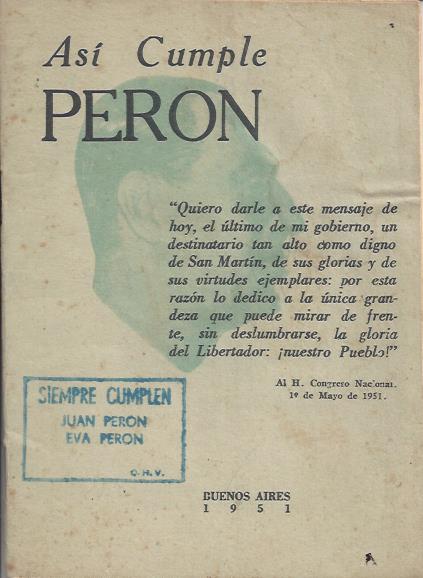 Así Cumple
PERON
"Quiero darle a este mensaje de
hoy, el último de mi gobierno, un
destinatario tan alto como digno
de San Martín, de sus glorias y de
sus virtudes ejemplares: por esta
razón lo dedico a la única gran-
deza que puede mirar de fren-
te, sin deslumbrarse, la gloria
del Libertador: ¡nuestro Pueblo!"
Al H. Congreso Nacional.
1º de Mayo de 1951.
SIEMPRE CUMPLEN
JUAN PERON
EVA PERON
O.H.V.
BUENOS AIRES
1951